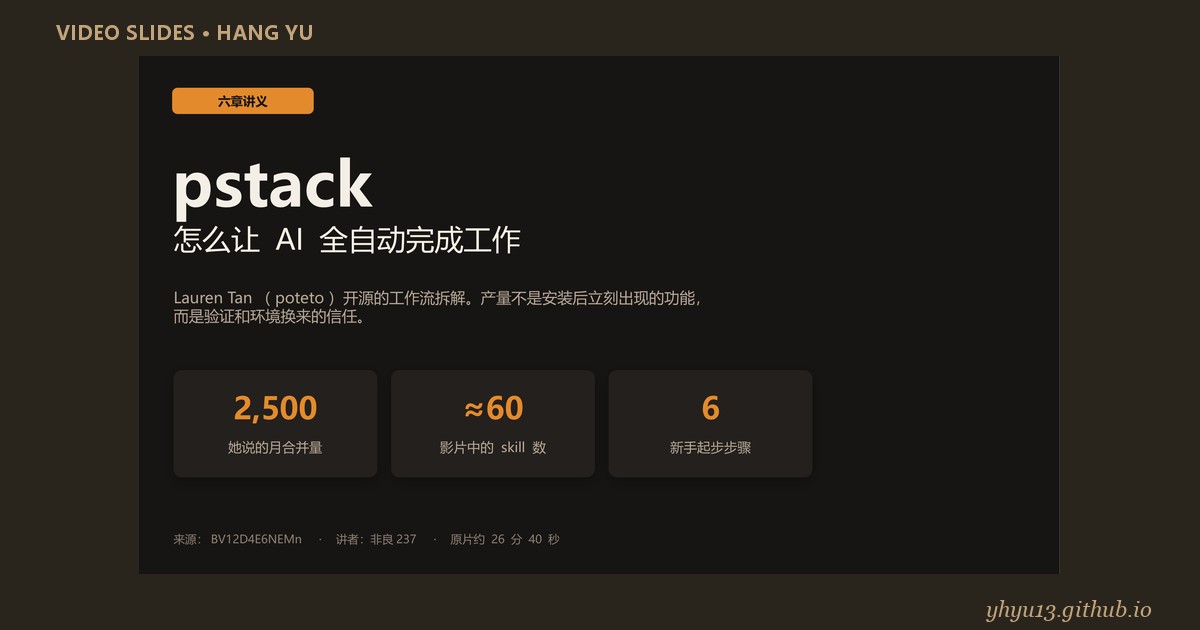 VIDEO SLIDES • HANG YU
六章讲义
pstack
怎么让 AI 全自动完成工作
Lauren Tan （poteto）开源的工作流拆解。产量不是安装后立刻出现的功能，
而是验证和环境换来的信任。
2,500
≈60
6
她说的月合并量
影片中的 skill 数
新手起步步骤
来源： BV12D4E6NEMn · 讲者：非良 237 · 原片约 26 分 40 秒
yhyu13.github.io